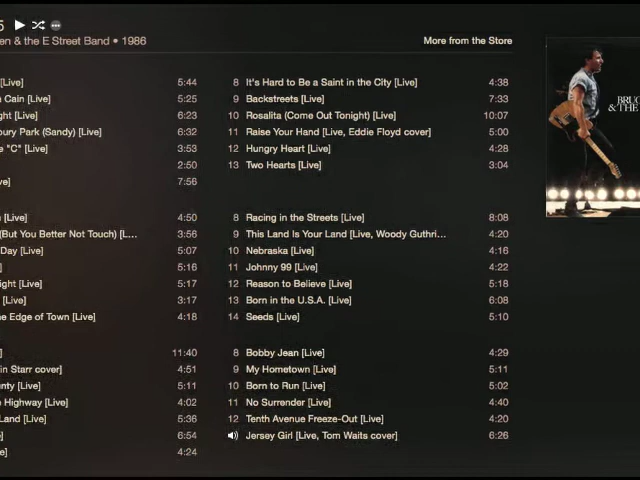 5
en & the E Street Band • 1986
More from the Store
[Live] 5:44
n Cain [Live] 5:25
ght [Live] 6:23
oury Park (Sandy) [Live] 6:32
e "C" [Live] 3:53
2:50
ve] 7:56
8 It's Hard to Be a Saint in the City [Live] 4:38
9 Backstreets [Live] 7:33
10 Rosalita (Come Out Tonight) [Live] 10:07
11 Raise Your Hand [Live, Eddie Floyd cover] 5:00
12 Hungry Heart [Live] 4:28
13 Two Hearts [Live] 3:04
BRUC
& THE
[Live] 4:50
(But You Better Not Touch) [L... 3:56
Day [Live] 5:07
] 5:16
ight [Live] 5:17
[Live] 3:17
he Edge of Town [Live] 4:18
8 Racing in the Streets [Live] 8:08
9 This Land Is Your Land [Live, Woody Guthri... 4:20
10 Nebraska [Live] 4:16
11 Johnny 99 [Live] 4:22
12 Reason to Believe [Live] 5:18
13 Born in the U.S.A. [Live] 6:08
14 Seeds [Live] 5:10
] 11:40
in Starr cover] 4:51
nty [Live] 5:11
e Highway [Live] 4:02
Land [Live] 5:36
e] 6:54
ve] 4:24
8 Bobby Jean [Live] 4:29
9 My Hometown [Live] 5:11
10 Born to Run [Live] 5:02
11 No Surrender [Live] 4:40
12 Tenth Avenue Freeze-Out [Live] 4:20
Jersey Girl [Live, Tom Waits cover] 6:26